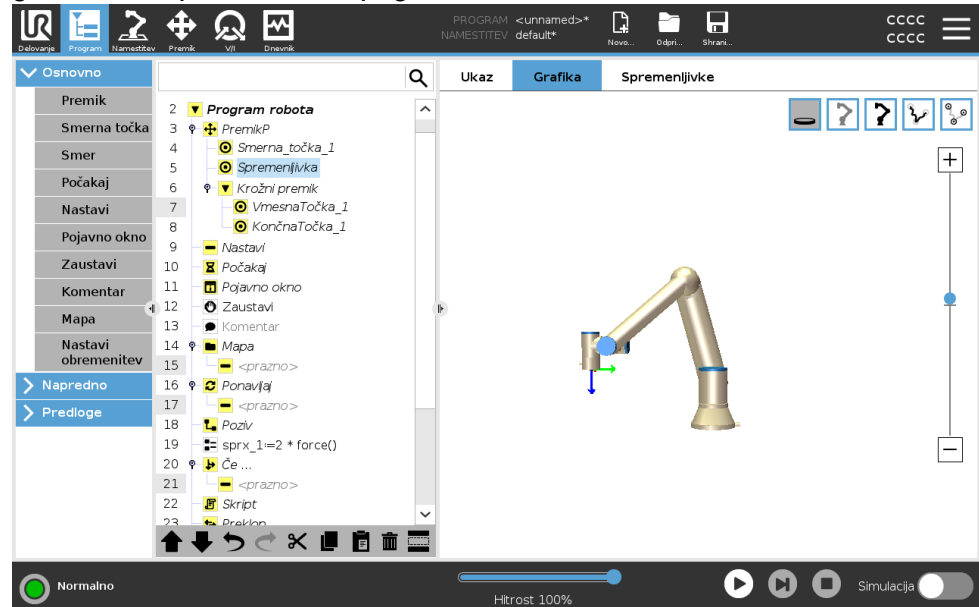 PROGRAM <unnamed>*
NAMESTITEV default*
Delovanje Program Namestitev Premik V/I Dnevnik Novo... Odpri... Shrani...
cccc
cccc
Osnovno
Premik
Smerna točka
Smer
Počakaj
Nastavi
Pojavno okno
Zaustavi
Komentar
Mapa
Nastavi
obremenitev
Napredno
Predloge
2 Program robota
3 PremikP
4 Smerna_točka_1
5 Spremenljivka
6 Krožni premik
7 VmesnaTočka_1
8 KončnaTočka_1
9 Nastavi
10 Počakaj
11 Pojavno okno
12 Zaustavi
13 Komentar
14 Mapa
15 <prazno>
16 Ponavljaj
17 <prazno>
18 Poziv
19 sprx_1:=2 * force()
20 Če ...
21 <prazno>
22 Skript
23 Preklop
Ukaz Grafika Spremenljivke
Normalno
Hitrost 100%
Simulacija